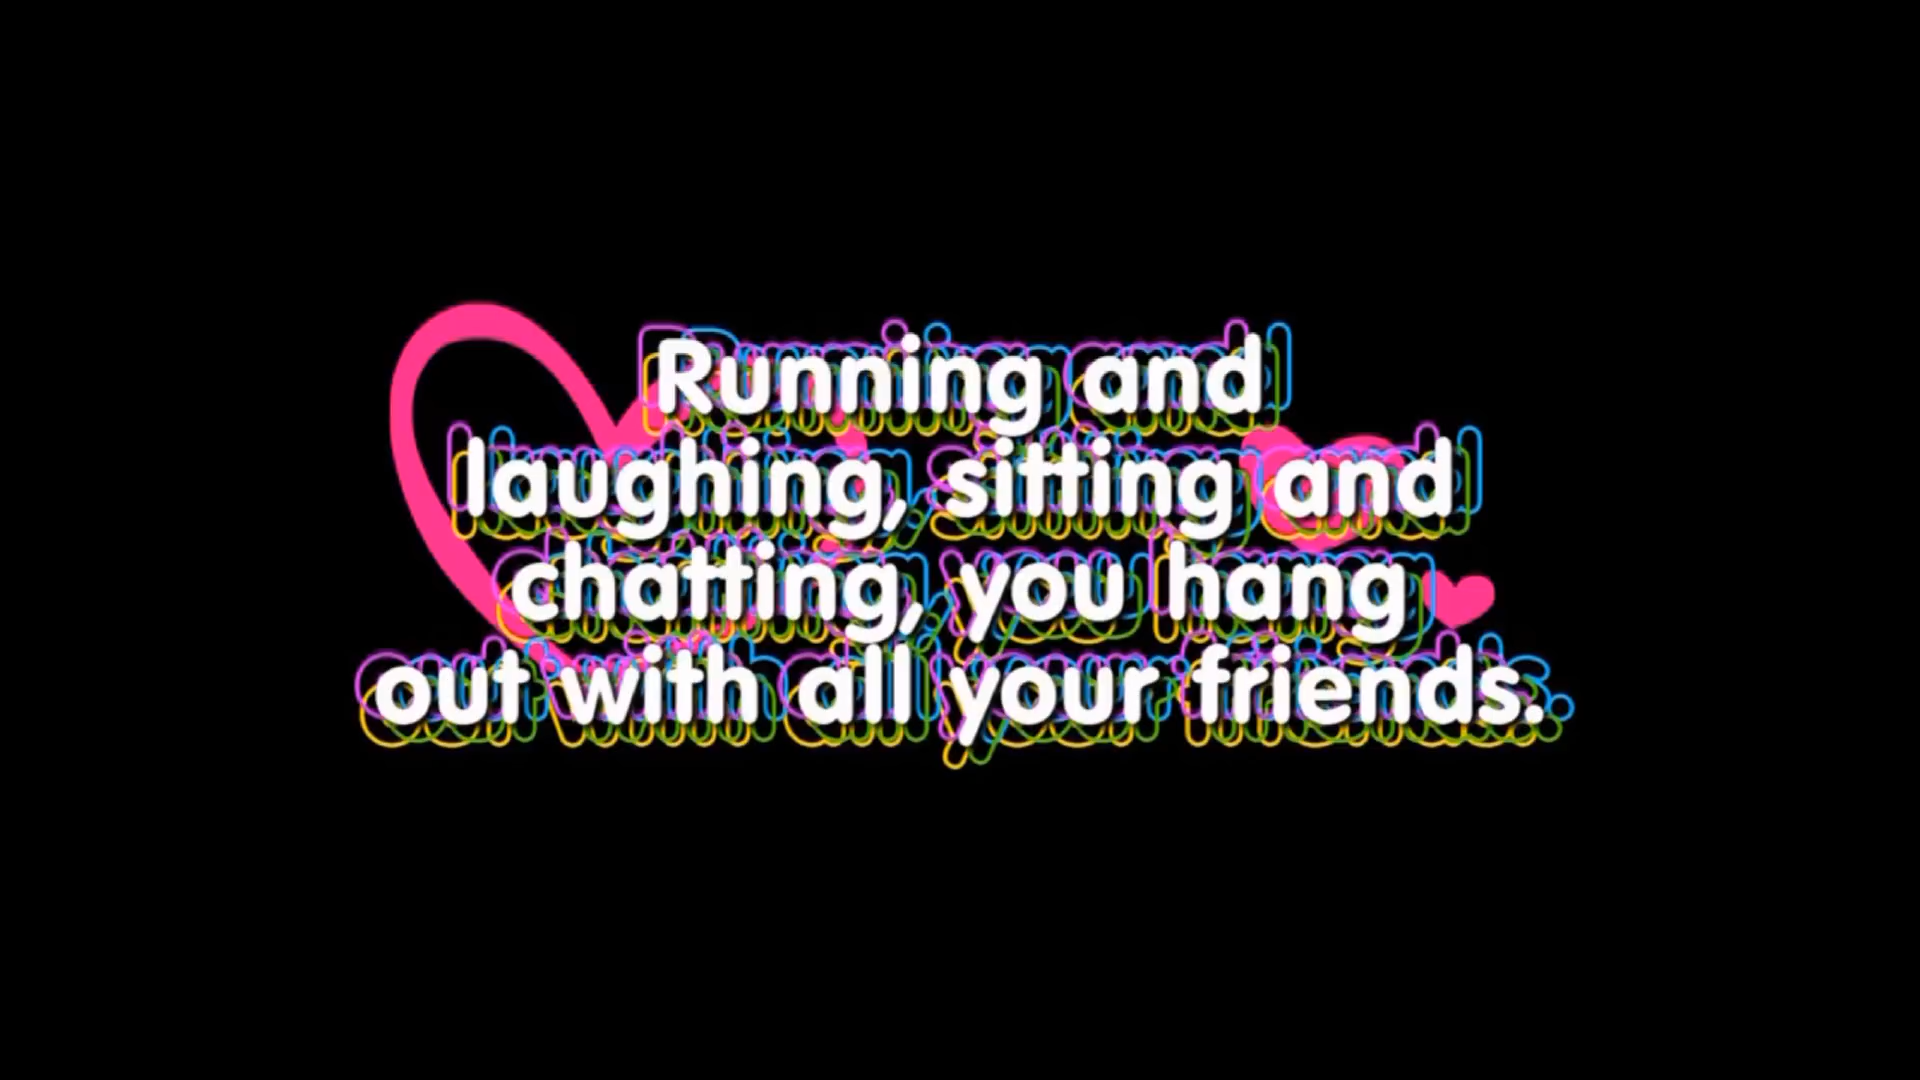 Running and
laughing, sitting and
chatting, you hang
out with all your friends.